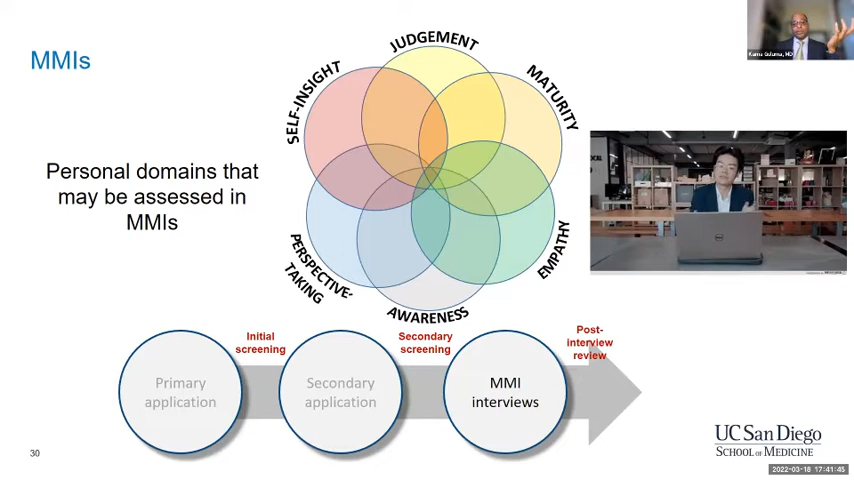 MMIs
Personal domains that
may be assessed in
MMIs
SELF-INSIGHT
JUDGEMENT
MATURITY
EMPATHY
AWARENESS
PERSPECTIVE-
TAKING
Initial
screening
Secondary
screening
Post-
interview
review
Primary
application
Secondary
application
MMI
interviews
30
UC San Diego
SCHOOL OF MEDICINE
2022-03-18 17:41:45